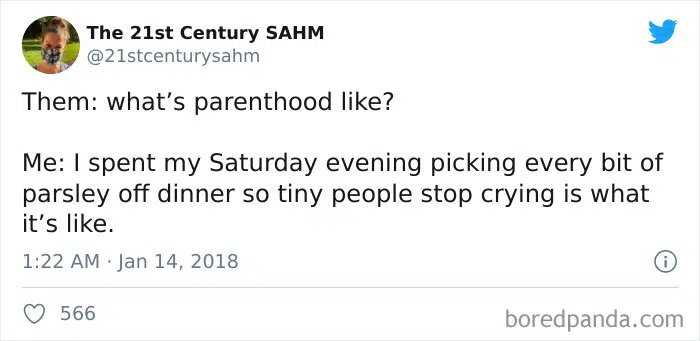 The 21st Century SAHM
@21stcenturysahm
Them: what’s parenthood like?
Me: I spent my Saturday evening picking every bit of
parsley off dinner so tiny people stop crying is what
it’s like.
1:22 AM · Jan 14, 2018
566
boredpanda.com